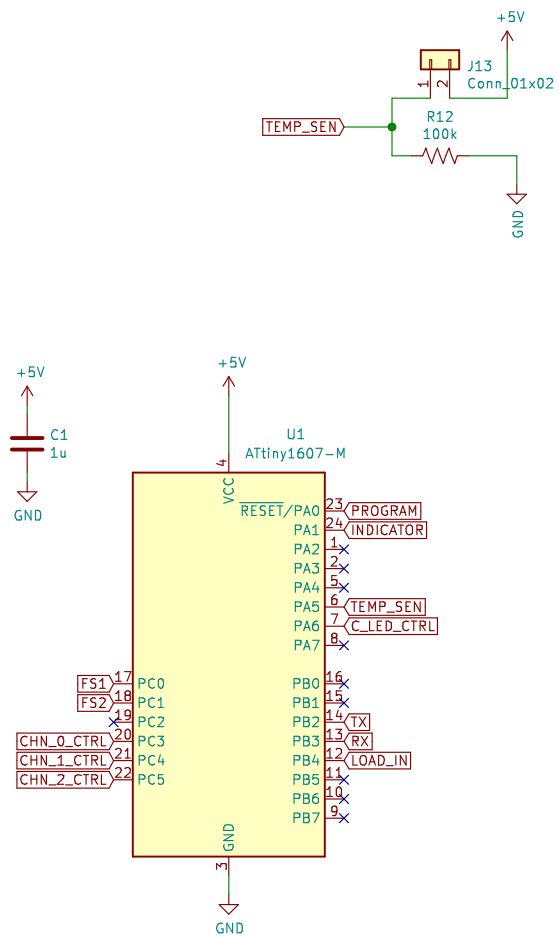 +5V
J13
Conn_01x02
1
2
R12
100k
TEMP_SEN
GND
+5V
C1
1u
GND
+5V
U1
ATtiny1607-M
4
VCC
RESET/PA0 23 PROGRAM
PA1 24 INDICATOR
PA2 1
PA3 2
PA4 5
PA5 6 TEMP_SEN
PA6 7 C_LED_CTRL
PA7 8
FS1 17 PC0
FS2 18 PC1
19 PC2
CHN_0_CTRL 20 PC3
CHN_1_CTRL 21 PC4
CHN_2_CTRL 22 PC5
PB0 16
PB1 15
PB2 14 TX
PB3 13 RX
PB4 12 LOAD_IN
PB5 11
PB6 10
PB7 9
GND
3
GND